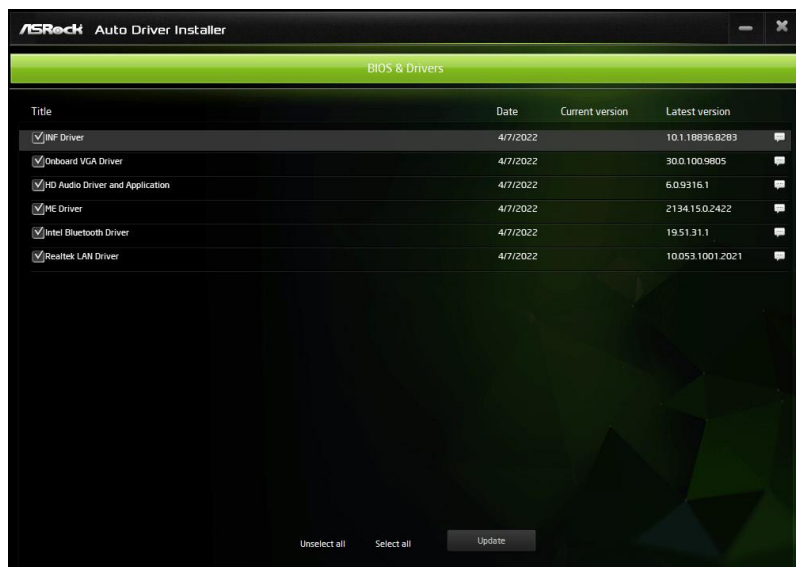 ASRock Auto Driver Installer
BIOS & Drivers
Title Date Current version Latest version
INF Driver 4/7/2022 10.1.18836.8283
Onboard VGA Driver 4/7/2022 30.0.100.9805
HD Audio Driver and Application 4/7/2022 6.0.9316.1
ME Driver 4/7/2022 2134.15.0.2422
Intel Bluetooth Driver 4/7/2022 19.51.31.1
Realtek LAN Driver 4/7/2022 10.053.1001.2021
Unselect all Select all Update